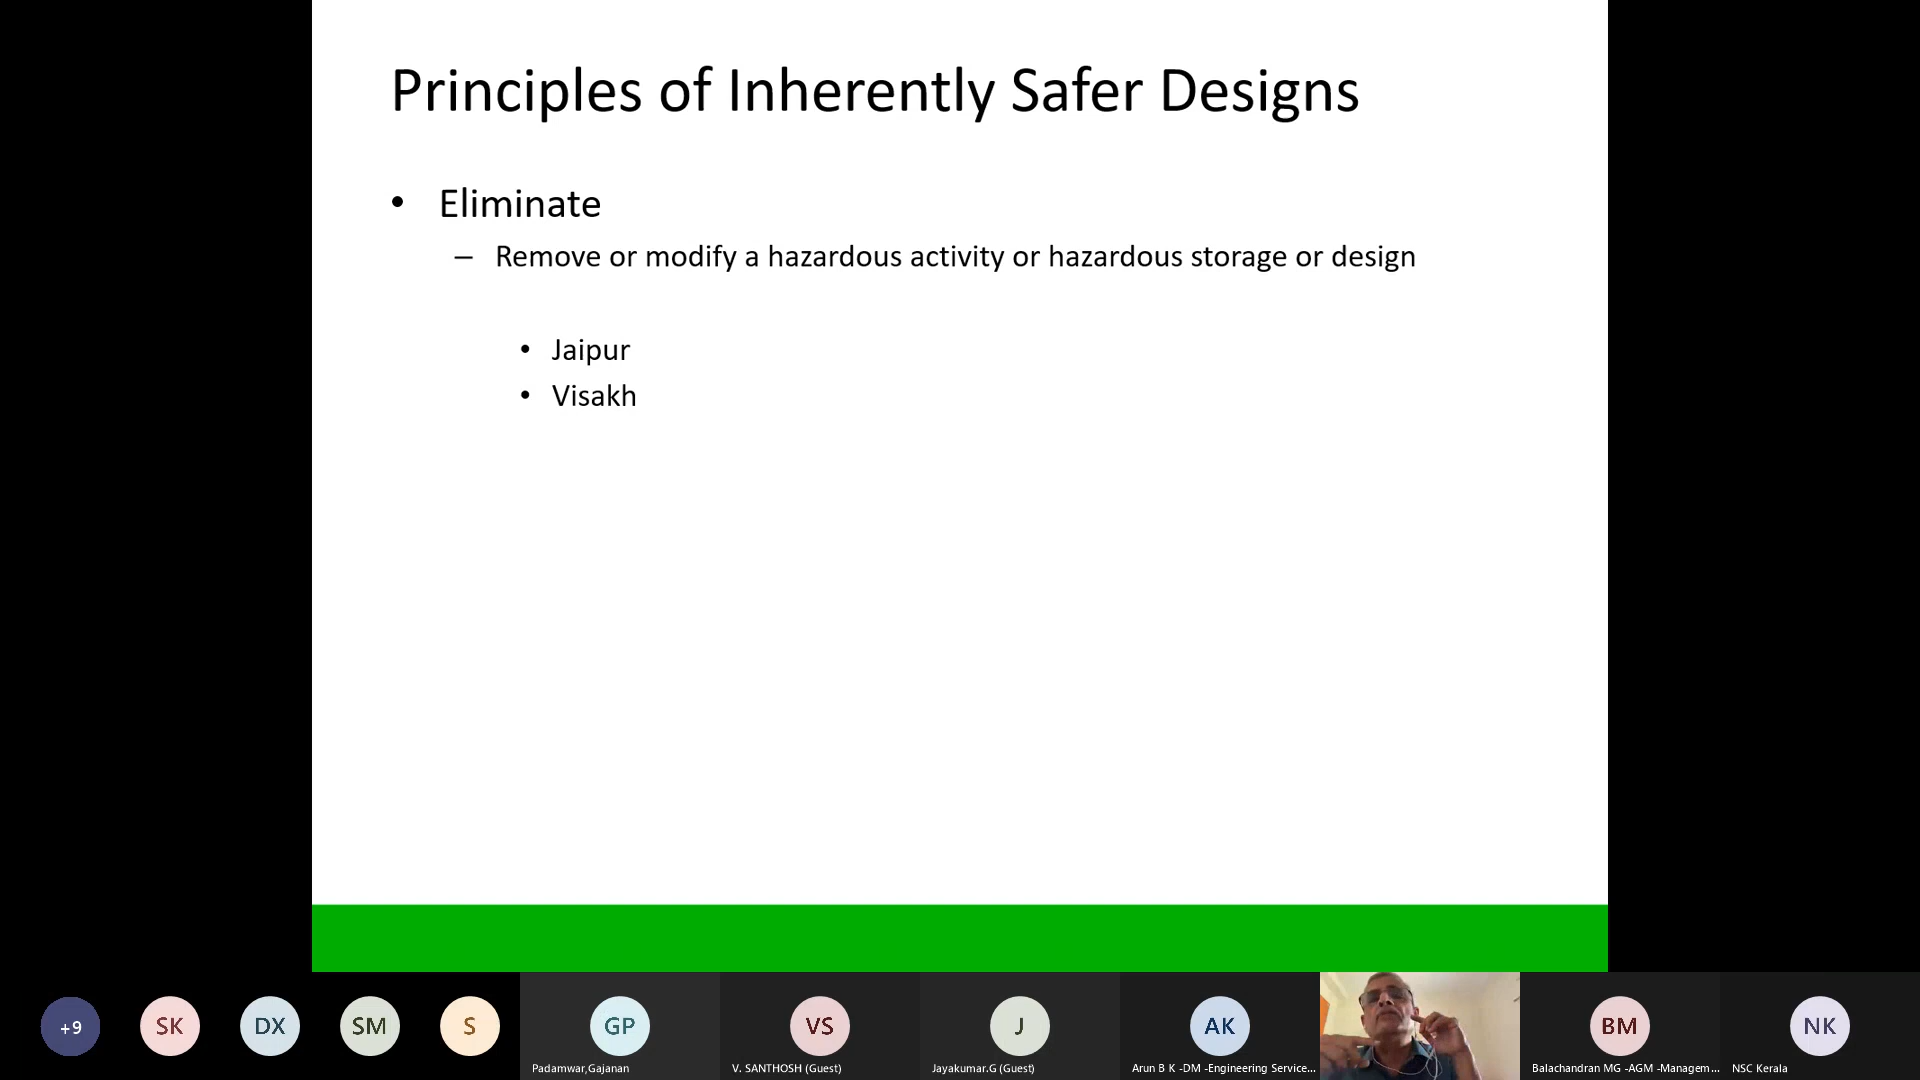 Principles of Inherently Safer Designs
• Eliminate
– Remove or modify a hazardous activity or hazardous storage or design
• Jaipur
• Visakh
+9
SK
DX
SM
S
GP
VS
J
AK
BM
NK
Padamwar,Gajanan
V. SANTHOSH (Guest)
Jayakumar.G (Guest)
Arun B K -DM -Engineering Service...
Balachandran MG -AGM -Managem...
NSC Kerala